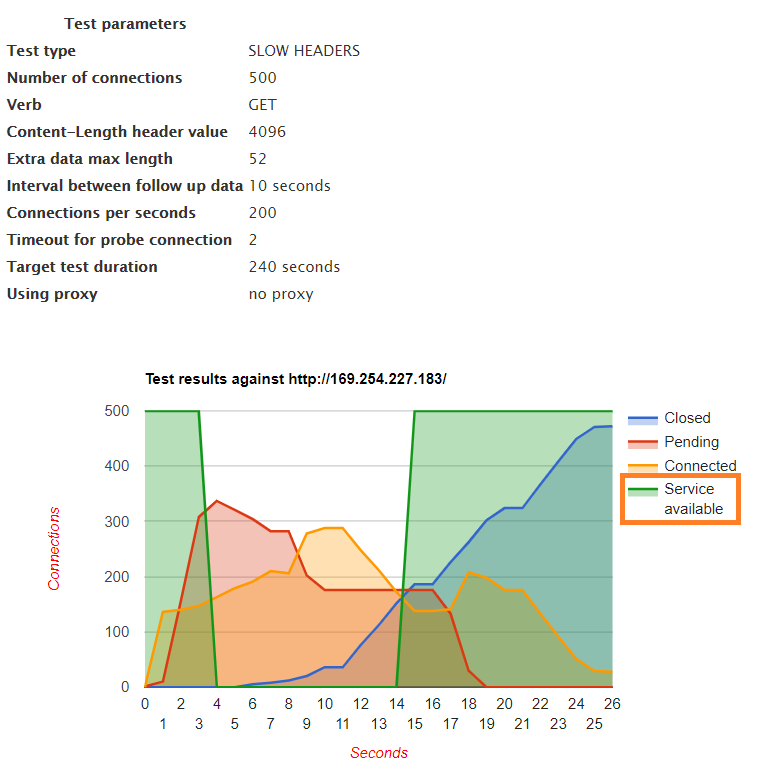 Test parameters
Test type SLOW HEADERS
Number of connections 500
Verb GET
Content-Length header value 4096
Extra data max length 52
Interval between follow up data 10 seconds
Connections per seconds 200
Timeout for probe connection 2
Target test duration 240 seconds
Using proxy no proxy
Test results against http://169.254.227.183/
500
400
300
200
100
0
Connections
0 2 4 6 8 10 12 14 16 18 20 22 24 26
1 3 5 7 9 11 13 15 17 19 21 23 25
Seconds
Closed
Pending
Connected
Service
available